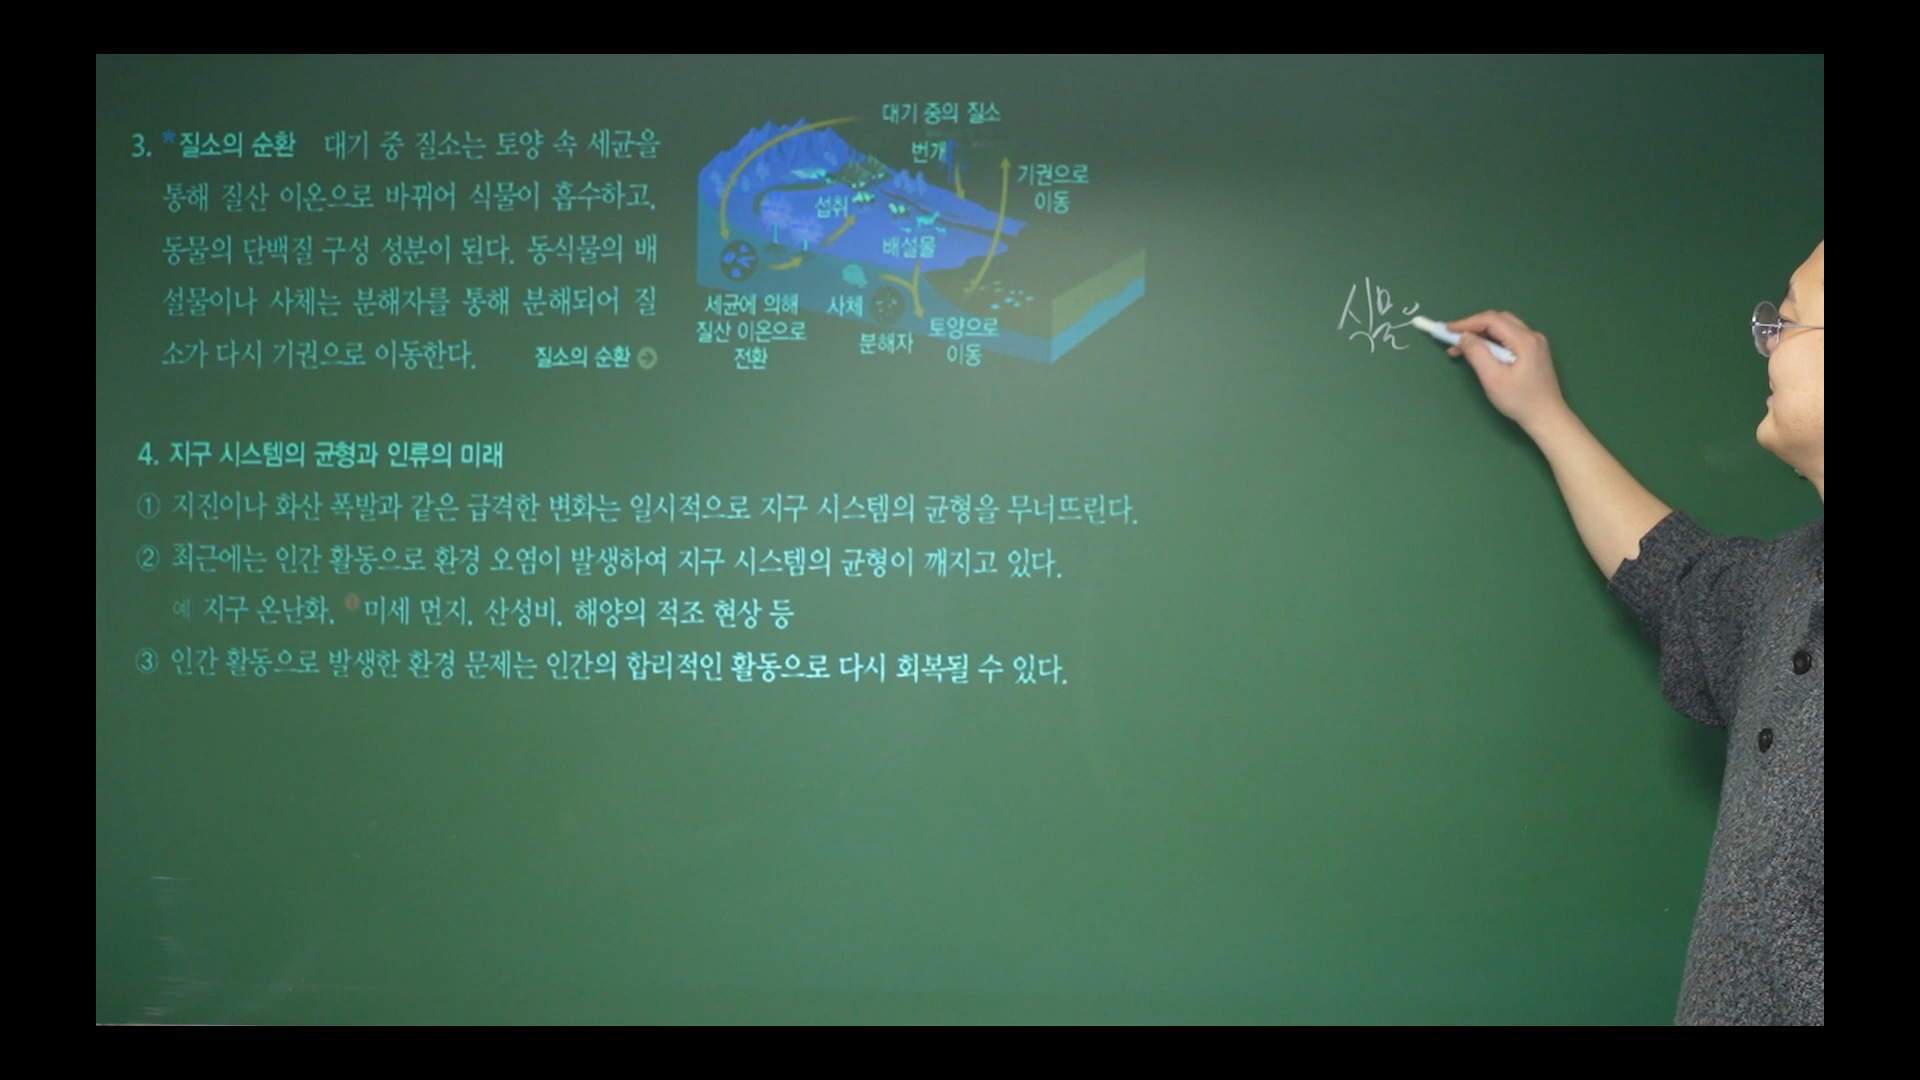 3. *질소의 순환 대기 중 질소는 토양 속 세균을
통해 질산 이온으로 바뀌어 식물이 흡수하고,
동물의 단백질 구성 성분이 된다. 동식물의 배
설물이나 사체는 분해자를 통해 분해되어 질
소가 다시 기권으로 이동한다. 질소의 순환
대기 중의 질소
번개
기권으로
이동
섭취
배설물
세균에 의해
질산 이온으로
전환
사체
분해자
토양으로
이동
식물은
4. 지구 시스템의 균형과 인류의 미래
① 지진이나 화산 폭발과 같은 급격한 변화는 일시적으로 지구 시스템의 균형을 무너뜨린다.
② 최근에는 인간 활동으로 환경 오염이 발생하여 지구 시스템의 균형이 깨지고 있다.
예 지구 온난화, 미세 먼지, 산성비, 해양의 적조 현상 등
③ 인간 활동으로 발생한 환경 문제는 인간의 합리적인 활동으로 다시 회복될 수 있다.